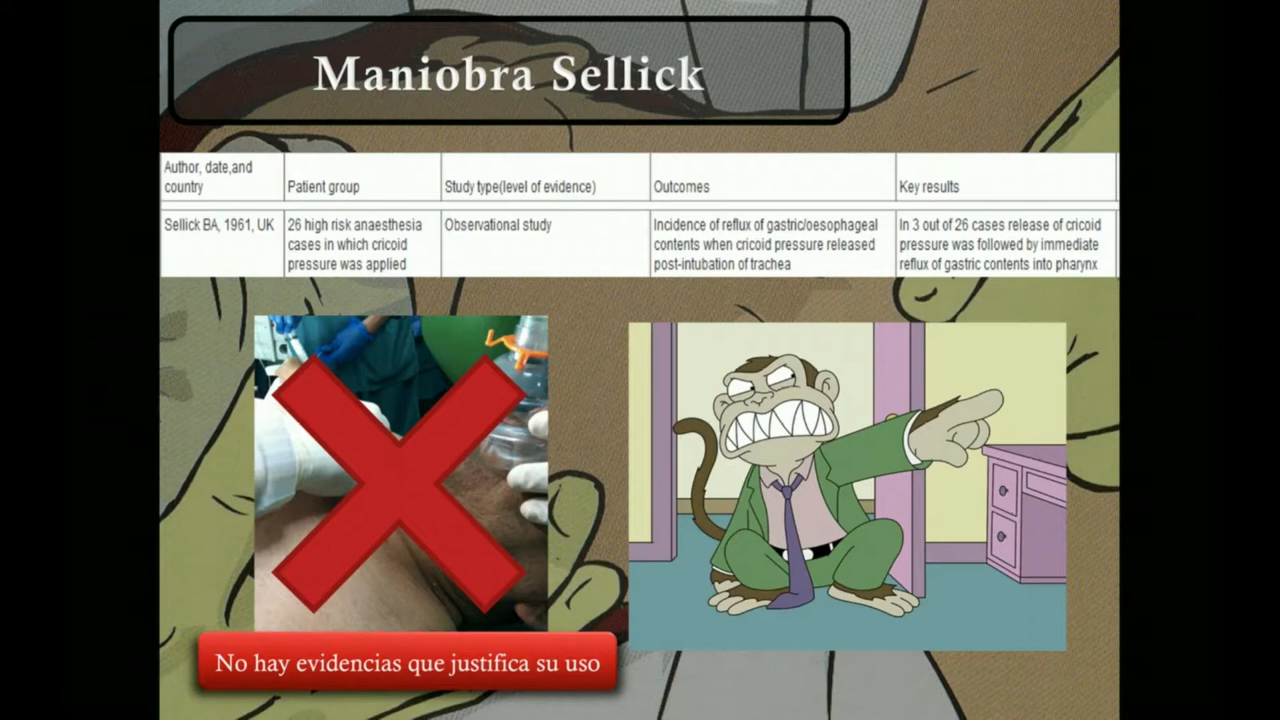 Maniobra Sellick
Author, date,and
country
Patient group
Study type(level of evidence)
Outcomes
Key results
Sellick BA, 1961, UK
26 high risk anaesthesia
cases in which cricoid
pressure was applied
Observational study
Incidence of reflux of gastric/oesophageal
contents when cricoid pressure released
post-intubation of trachea
In 3 out of 26 cases release of cricoid
pressure was followed by immediate
reflux of gastric contents into pharynx
No hay evidencias que justifica su uso